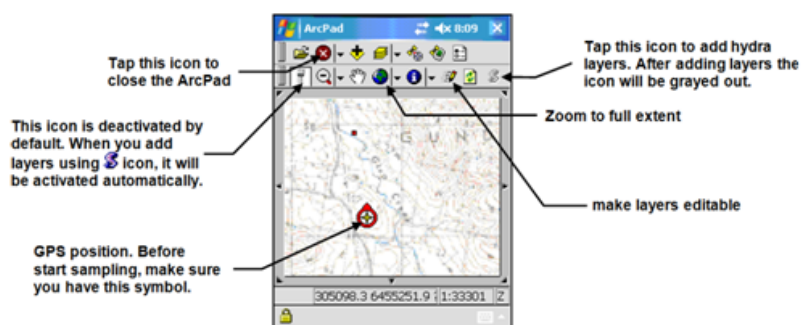 ArcPad
8:09
Tap this icon to
close the ArcPad
Tap this icon to add hydra
layers. After adding layers the
icon will be grayed out.
This icon is deactivated by
default. When you add
layers using S icon, it will
be activated automatically.
Zoom to full extent
G U N
make layers editable
GPS position. Before
start sampling, make sure
you have this symbol.
305098.3 6455251.9
1:33301
Z